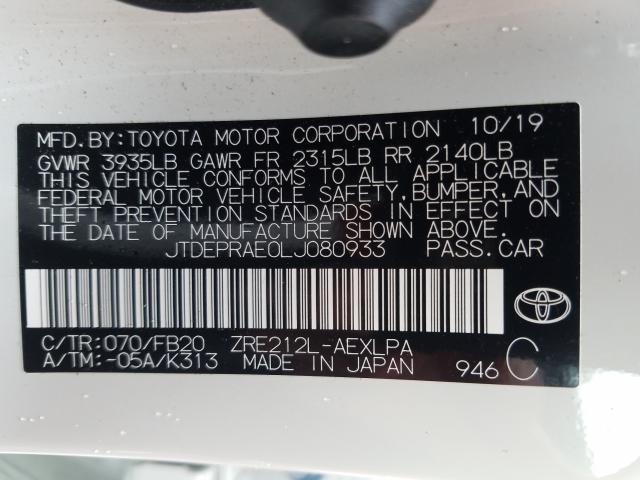 MFD.BY:TOYOTA MOTOR CORPORATION 10/19
GVWR 3935LB GAWR FR 2315LB RR 2140LB
THIS VEHICLE CONFORMS TO ALL APPLICABLE
FEDERAL MOTOR VEHICLE SAFETY,BUMPER,AND
THEFT PREVENTION STANDARDS IN EFFECT ON
THE DATE OF MANUFACTURE SHOWN ABOVE.
JTDEPRAE0LJ080933 PASS.CAR
C/TR:070/FB20 ZRE212L-AEXLPA
A/TM:-05A/K313 MADE IN JAPAN 946 C